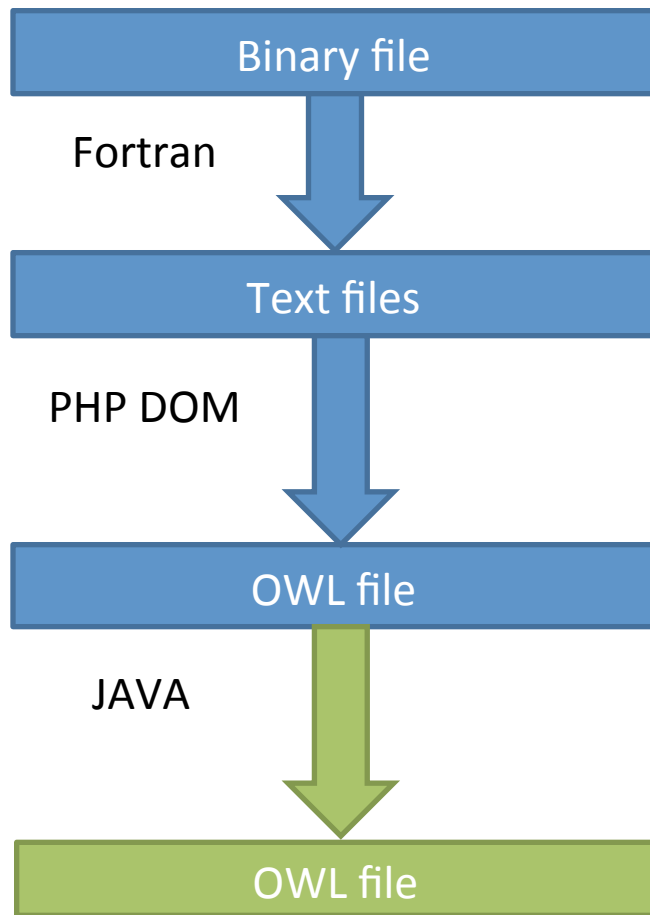 Binary file
Fortran
Text files
PHP DOM
OWL file
JAVA
OWL file